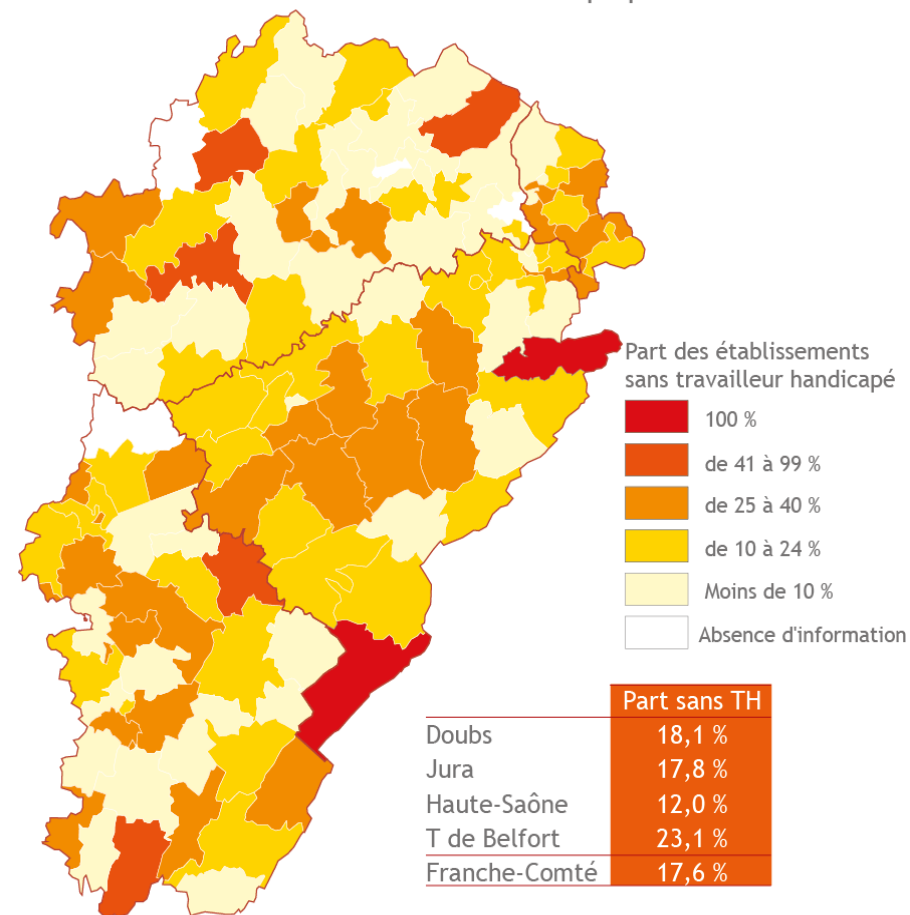 Part des établissements
sans travailleur handicapé
100 %
de 41 à 99 %
de 25 à 40 %
de 10 à 24 %
Moins de 10 %
Absence d'information
Part sans TH
Doubs 18,1 %
Jura 17,8 %
Haute-Saône 12,0 %
T de Belfort 23,1 %
Franche-Comté 17,6 %